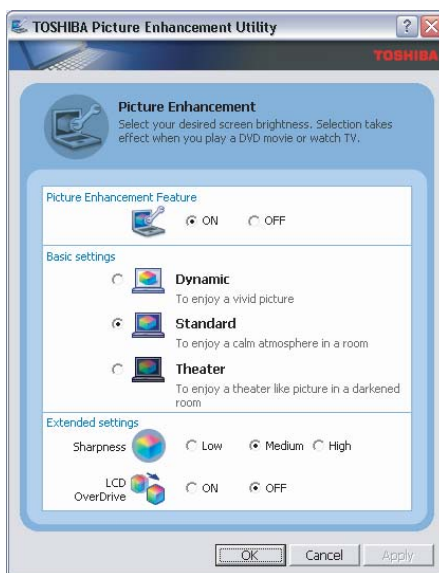 TOSHIBA Picture Enhancement Utility
TOSHIBA
Picture Enhancement
Select your desired screen brightness. Selection takes
effect when you play a DVD movie or watch TV.
Picture Enhancement Feature
ON OFF
Basic settings
Dynamic
To enjoy a vivid picture
Standard
To enjoy a calm atmosphere in a room
Theater
To enjoy a theater like picture in a darkened
room
Extended settings
Sharpness Low Medium High
LCD
OverDrive ON OFF
OK Cancel Apply